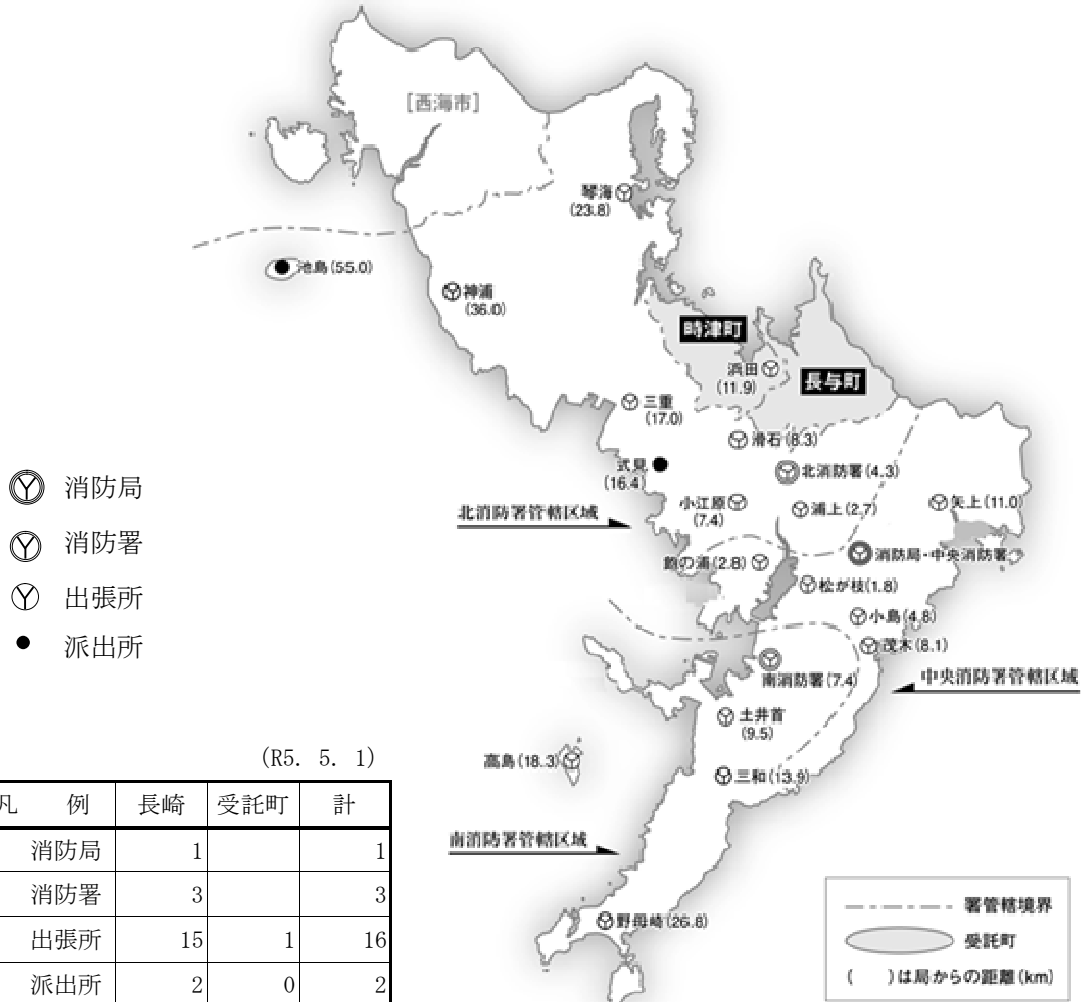 [西海市]
琴海
(23.8)
池島(55.0)
神浦
(36.0)
時津町
浜田
(11.9)
長与町
三重
(17.0)
滑石(8.3)
式見
(16.4)
北消防署(4.3)
小江原
(7.4)
浦上(2.7)
矢上(11.0)
北消防署管轄区域
飽の浦(2.8)
消防局・中央消防署
松が枝(1.8)
小島(4.8)
茂木(8.1)
南消防署(7.4)
中央消防署管轄区域
土井首
(9.5)
高島(18.3)
三和(13.9)
南消防署管轄区域
野母崎(26.8)
消防局
消防署
出張所
派出所
(R5. 5. 1)
凡 例 長崎 受託町 計
消防局 1 1
消防署 3 3
出張所 15 1 16
派出所 2 0 2
署管轄境界
受託町
( )は局からの距離(km)